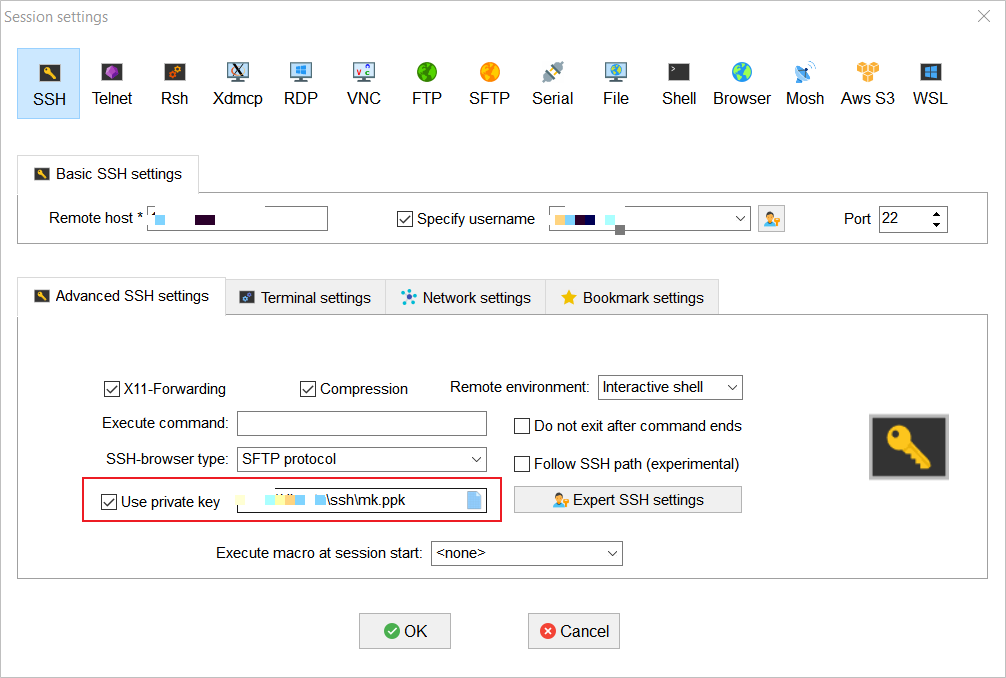 Session settings
SSH Telnet Rsh Xdmcp RDP VNC FTP SFTP Serial File Shell Browser Mosh Aws S3 WSL
Basic SSH settings
Remote host * Specify username Port 22
Advanced SSH settings Terminal settings Network settings Bookmark settings
X11-Forwarding Compression Remote environment: Interactive shell
Execute command: Do not exit after command ends
SSH-browser type: SFTP protocol Follow SSH path (experimental)
Use private key \ssh\mk.ppk Expert SSH settings
Execute macro at session start: <none>
OK Cancel